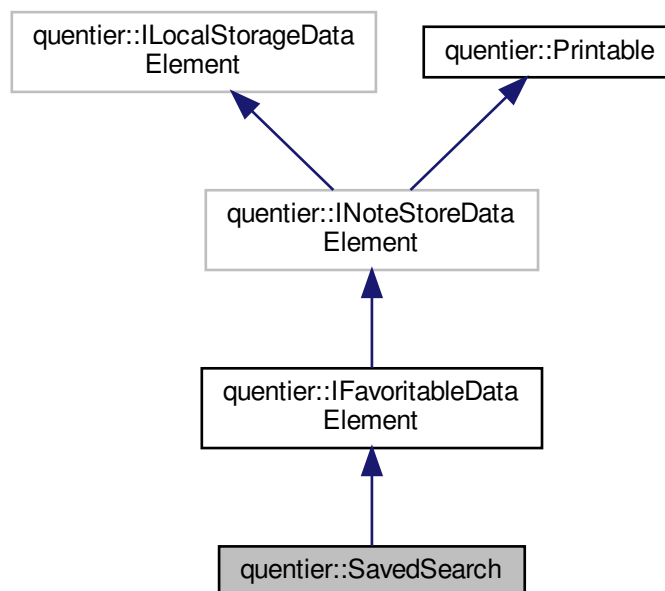 quentier::ILocalStorageData
Element
quentier::Printable
quentier::INoteStoreData
Element
quentier::IFavoritableData
Element
quentier::SavedSearch